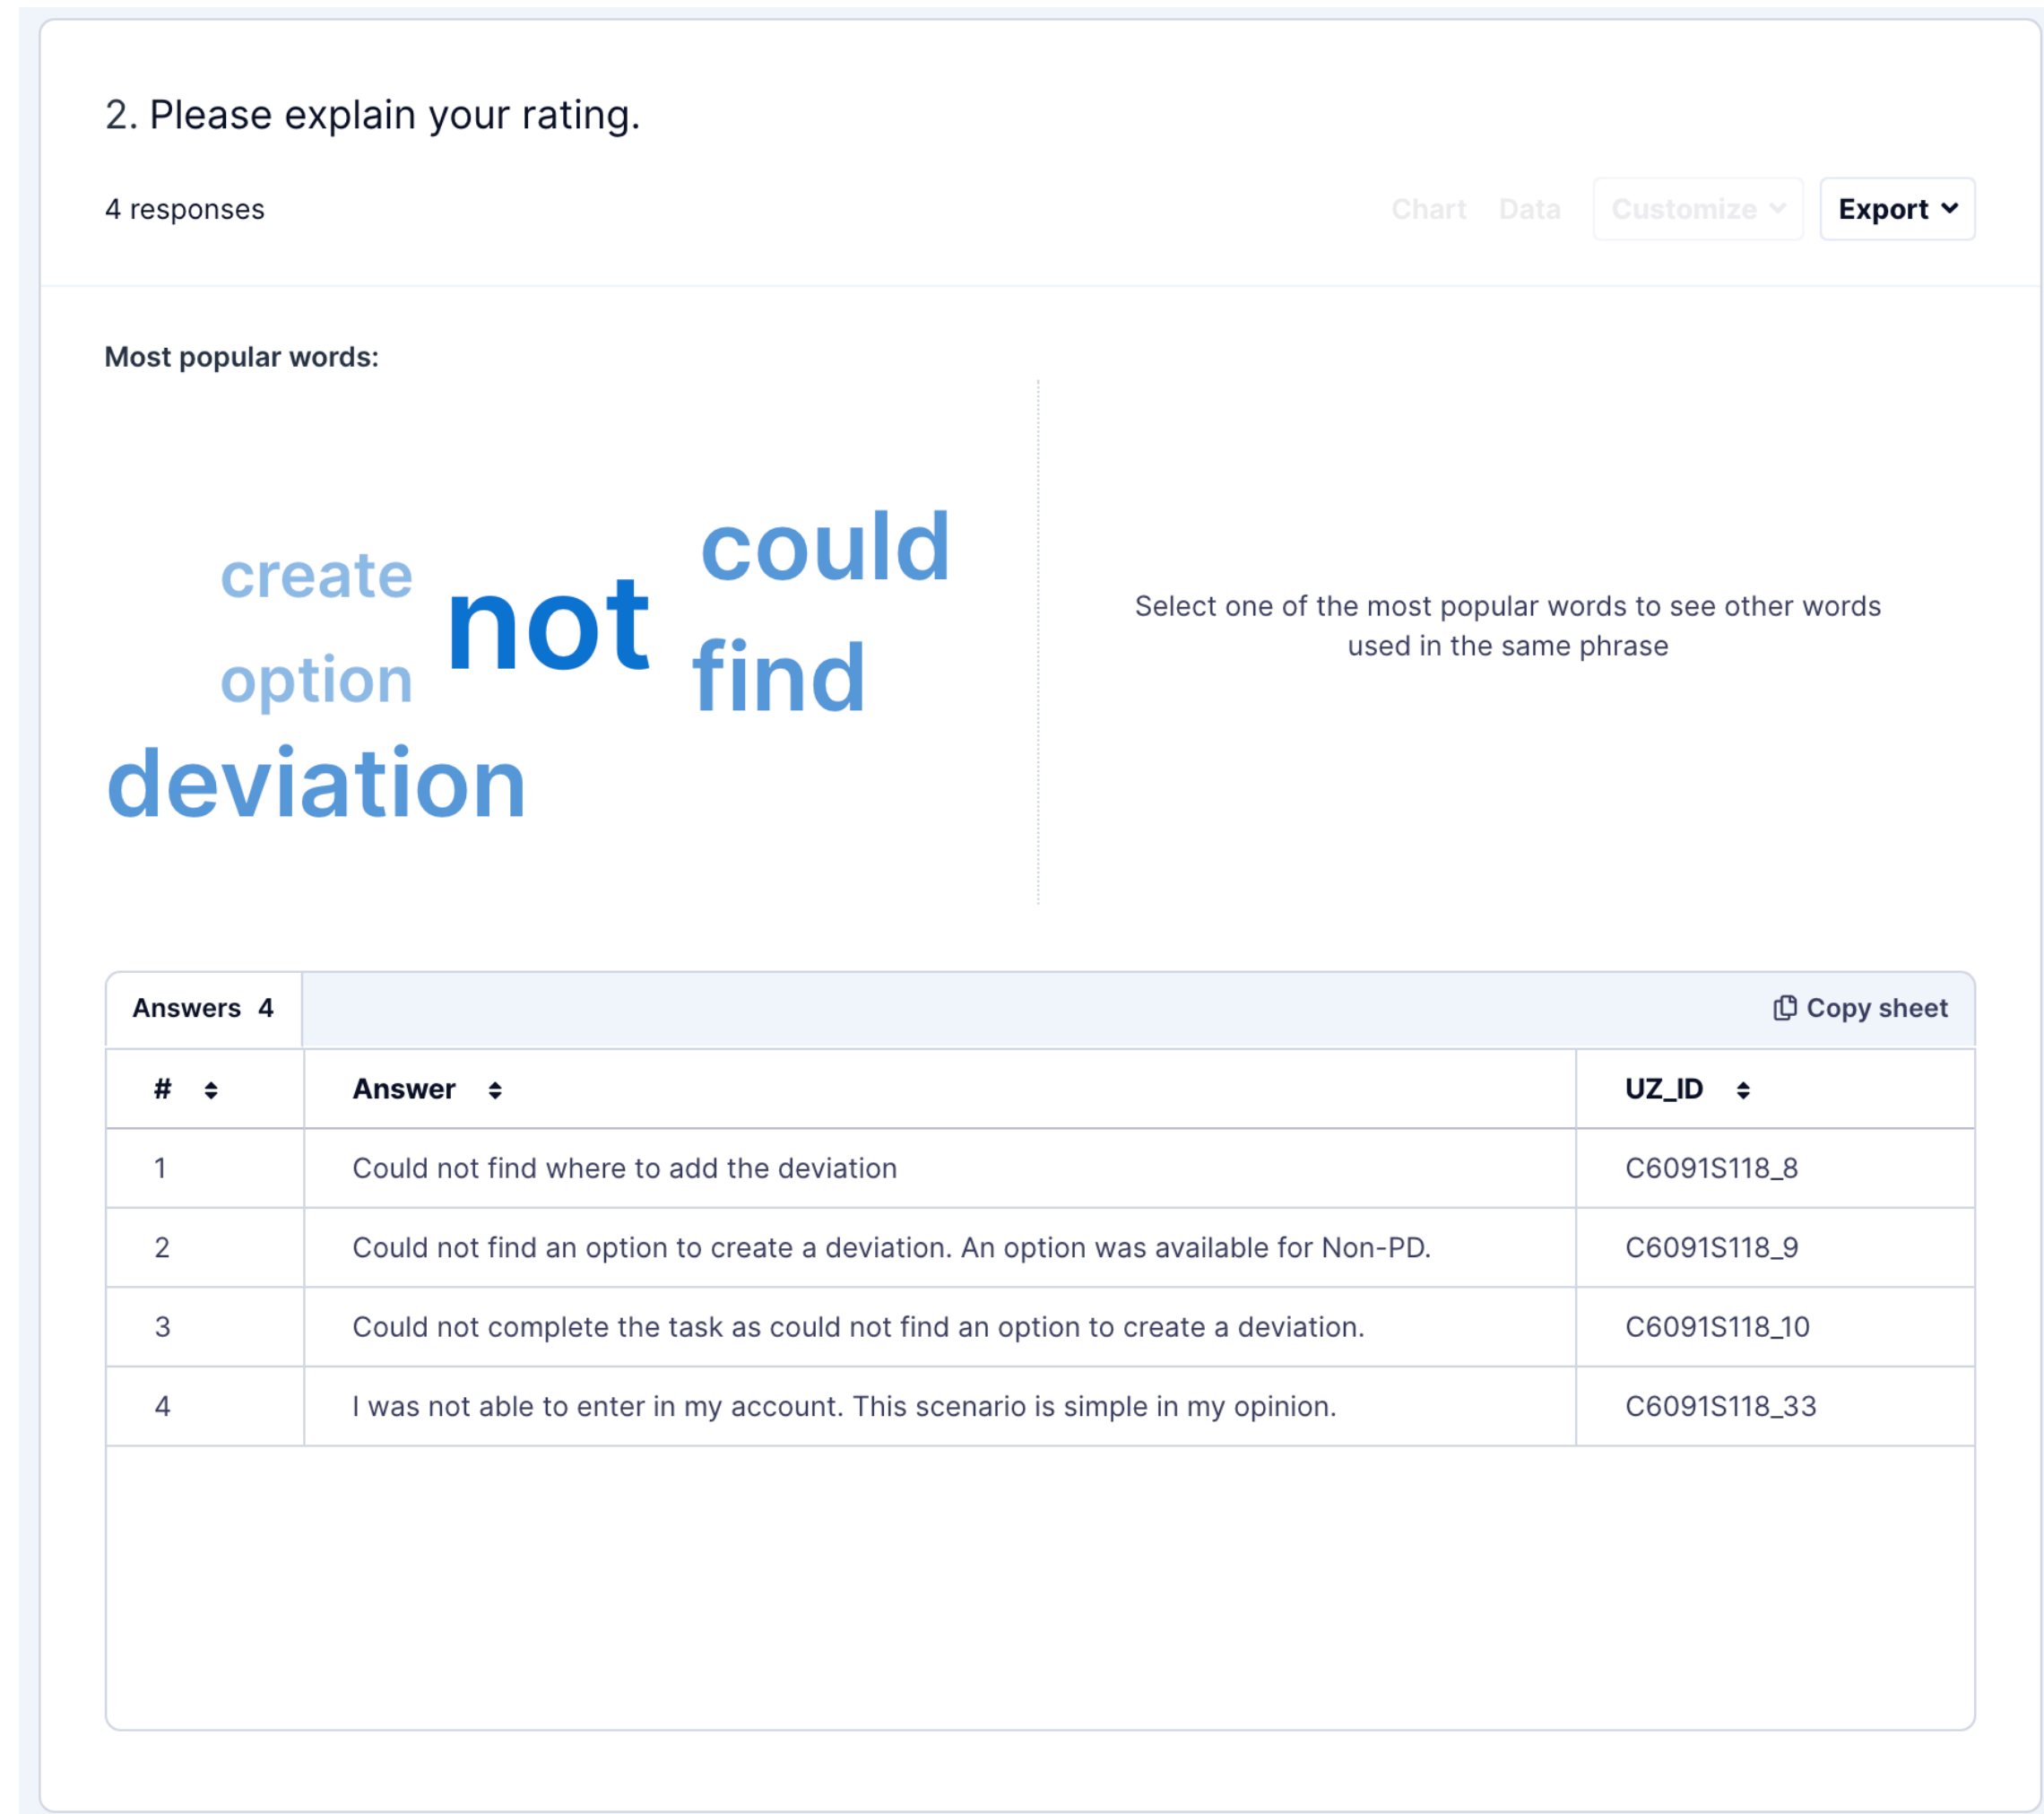 2. Please explain your rating.
4 responses
Chart Data Customize Export
Most popular words:
create
not
could
option
find
deviation
Select one of the most popular words to see other words
used in the same phrase
Answers 4
Copy sheet
# Answer UZ_ID
1 Could not find where to add the deviation C6091S118_8
2 Could not find an option to create a deviation. An option was available for Non-PD. C6091S118_9
3 Could not complete the task as could not find an option to create a deviation. C6091S118_10
4 I was not able to enter in my account. This scenario is simple in my opinion. C6091S118_33